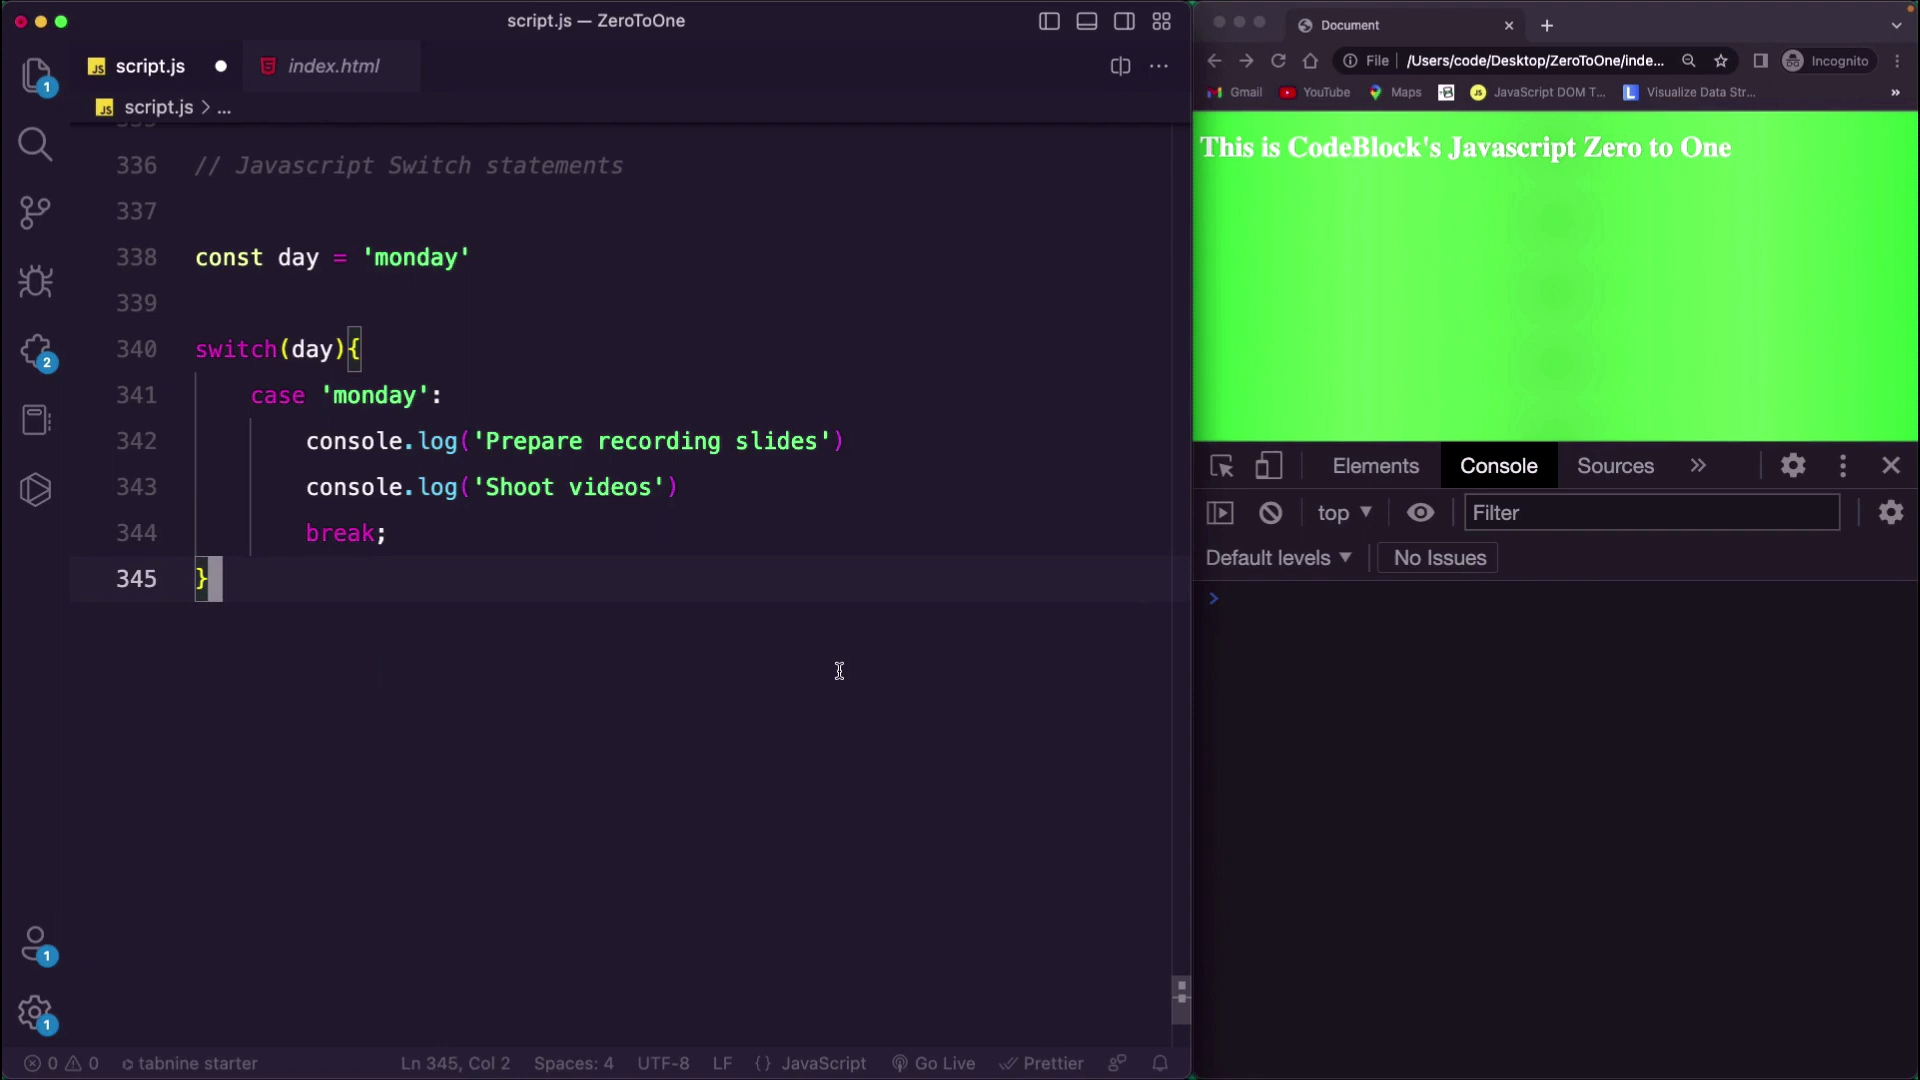 script.js — ZeroToOne
script.js
index.html
script.js > ...
336 // Javascript Switch statements
337
338 const day = 'monday'
339
340 switch(day){
341 case 'monday':
342 console.log('Prepare recording slides')
343 console.log('Shoot videos')
344 break;
345 }
1
2
1
1
0 0 tabnine starter
Ln 345, Col 2 Spaces: 4 UTF-8 LF {} JavaScript Go Live Prettier
Document
File /Users/code/Desktop/ZeroToOne/inde... Incognito
Gmail YouTube Maps JavaScript DOM T... Visualize Data Str... »
This is CodeBlock's Javascript Zero to One
Elements Console Sources »
top Filter
Default levels No Issues
>